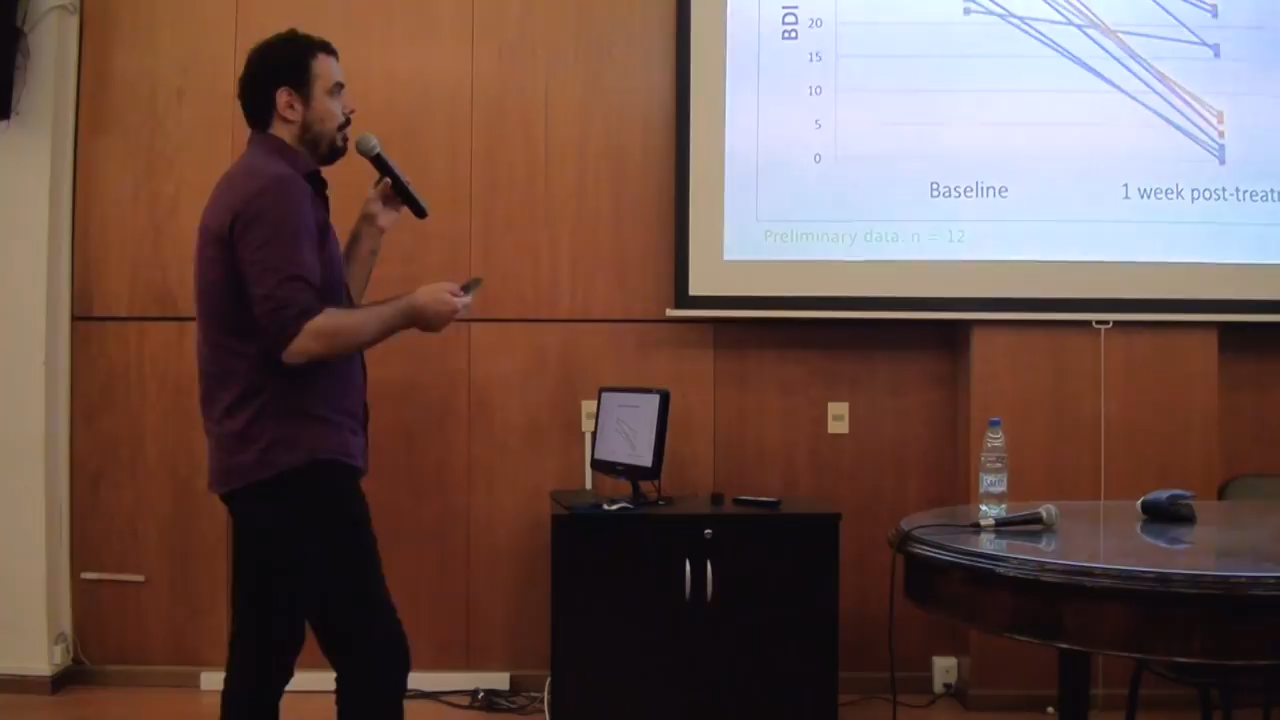 BDI
20
15
10
5
0
Baseline
1 week post-treat
Preliminary data. n = 12